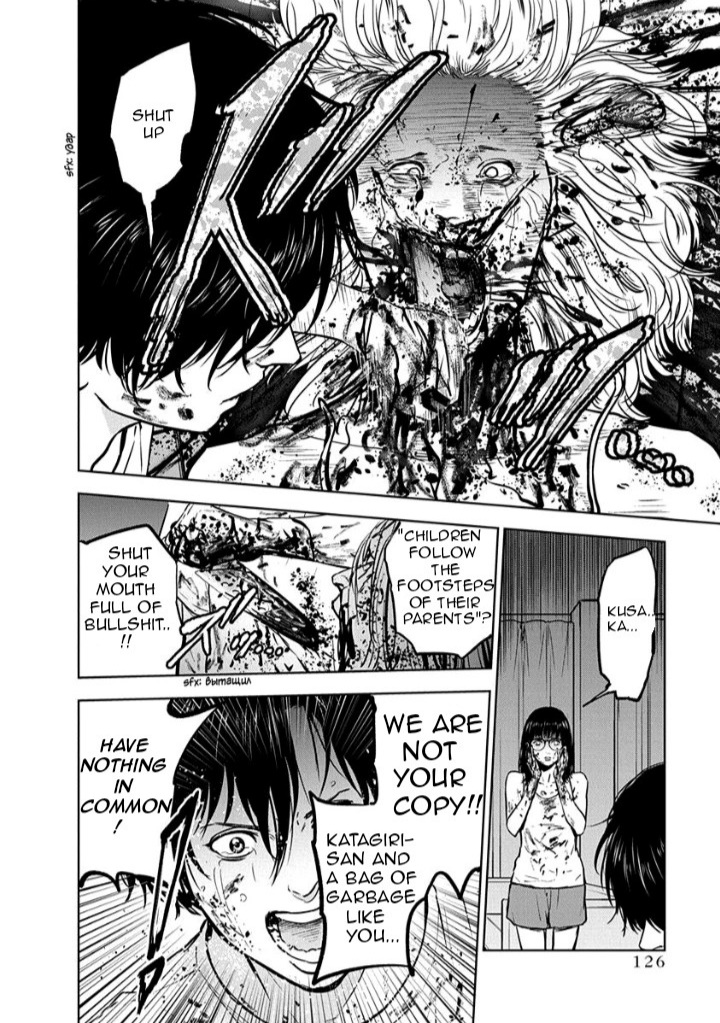 SHUT
UP
sfx: удар
"CHILDREN
FOLLOW
THE
FOOTSTEPS
OF THEIR
PARENTS"?
SHUT
YOUR
MOUTH
FULL OF
BULLSHIT..
!!
sfx: вытащил
KUSA..
KA...
WE ARE
NOT
YOUR
COPY!!
KATAGIRI-
SAN AND
A BAG OF
GARBAGE
LIKE
YOU...
HAVE
NOTHING
IN
COMMON
!
126